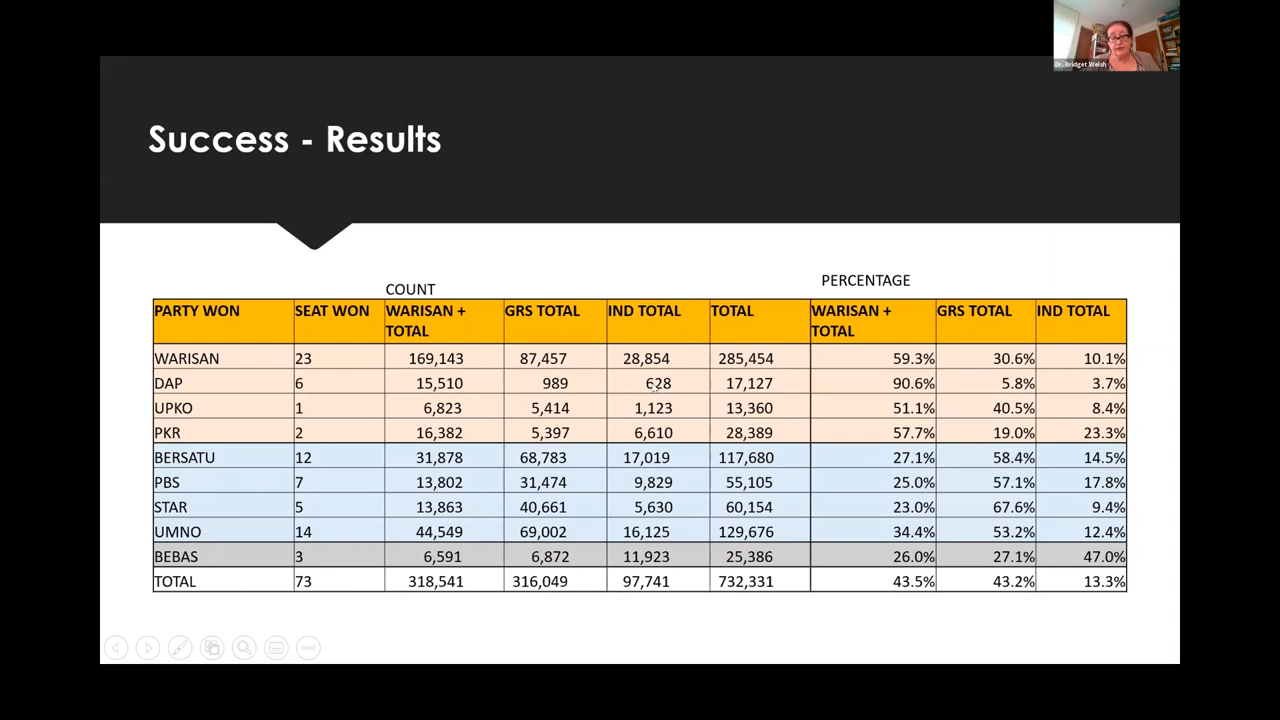 Dr. Bridget Welsh
Success - Results
COUNT PERCENTAGE
PARTY WON SEAT WON WARISAN + TOTAL GRS TOTAL IND TOTAL TOTAL WARISAN + TOTAL GRS TOTAL IND TOTAL
WARISAN 23 169,143 87,457 28,854 285,454 59.3% 30.6% 10.1%
DAP 6 15,510 989 628 17,127 90.6% 5.8% 3.7%
UPKO 1 6,823 5,414 1,123 13,360 51.1% 40.5% 8.4%
PKR 2 16,382 5,397 6,610 28,389 57.7% 19.0% 23.3%
BERSATU 12 31,878 68,783 17,019 117,680 27.1% 58.4% 14.5%
PBS 7 13,802 31,474 9,829 55,105 25.0% 57.1% 17.8%
STAR 5 13,863 40,661 5,630 60,154 23.0% 67.6% 9.4%
UMNO 14 44,549 69,002 16,125 129,676 34.4% 53.2% 12.4%
BEBAS 3 6,591 6,872 11,923 25,386 26.0% 27.1% 47.0%
TOTAL 73 318,541 316,049 97,741 732,331 43.5% 43.2% 13.3%